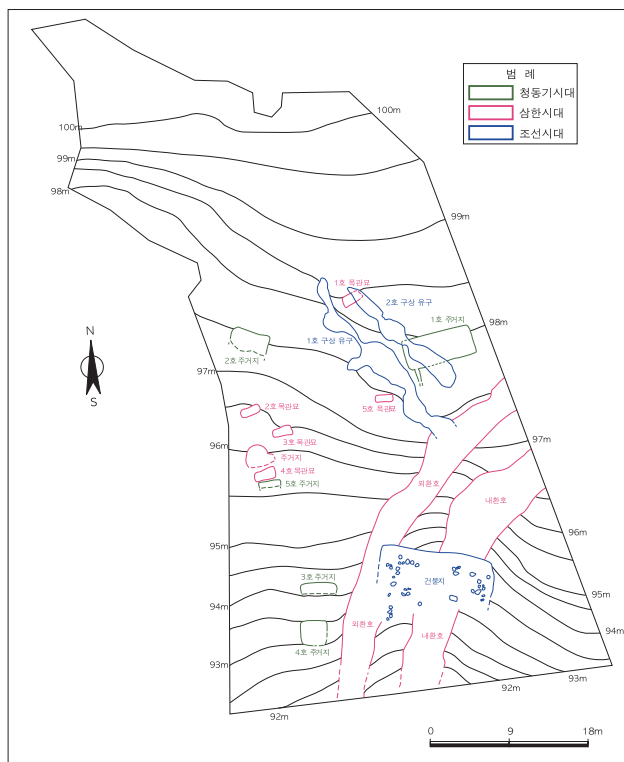 범 례
청동기시대
삼한시대
조선시대
100m
100m
99m
98m
99m
N
S
1호 목관묘
2호 구상 유구
1호 주거지
1호 구상 유구
98m
2호 주거지
97m
2호 목관묘
5호 목관묘
3호 목관묘
97m
96m
주거지
4호 목관묘
5호 주거지
외환호
내환호
96m
95m
3호 주거지
건물지
95m
94m
외환호
내환호
94m
4호 주거지
93m
93m
92m
92m
0 9 18m